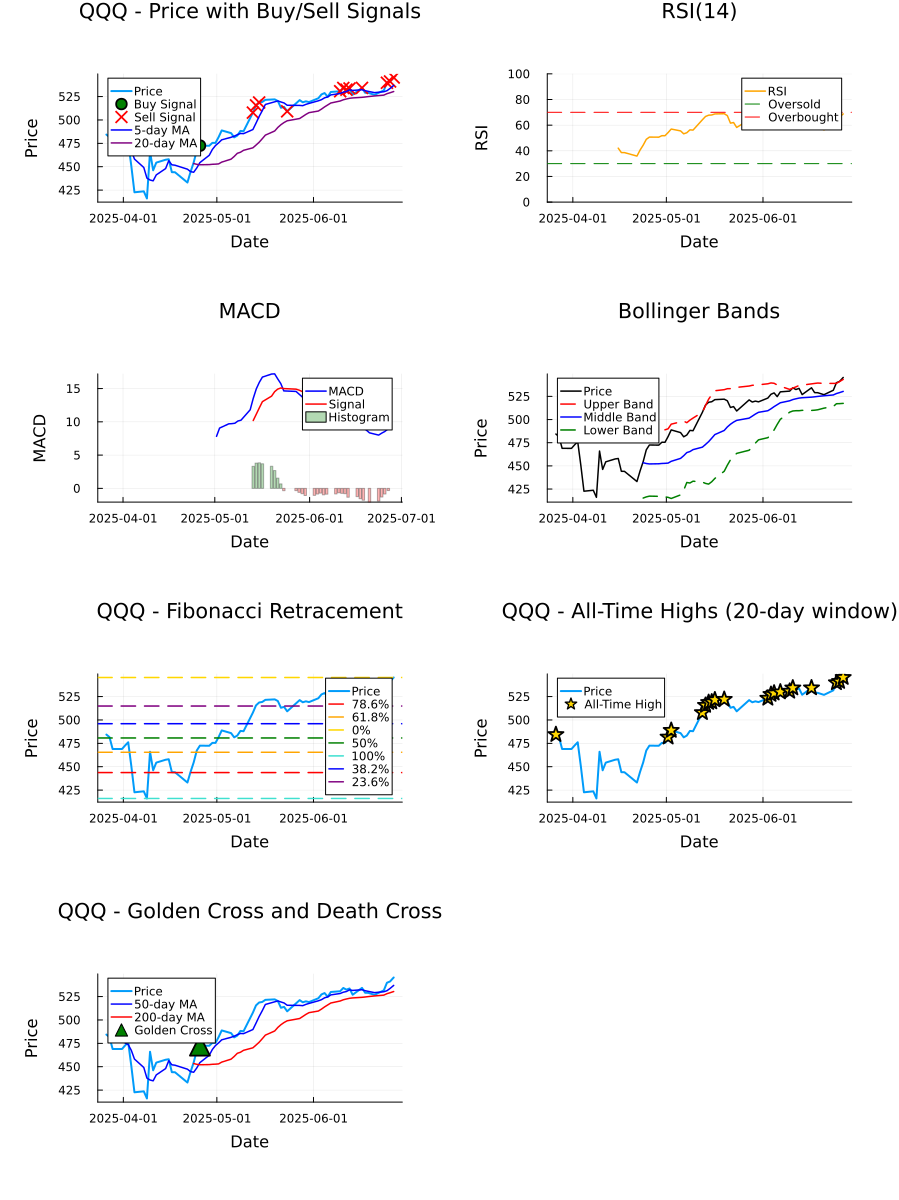 QQQ - Price with Buy/Sell Signals
Price
525
500
475
450
425
Price
Buy Signal
Sell Signal
5-day MA
20-day MA
2025-04-01
2025-05-01
2025-06-01
Date
RSI(14)
RSI
100
80
60
40
20
0
RSI
Oversold
Overbought
2025-04-01
2025-05-01
2025-06-01
Date
MACD
MACD
15
10
5
0
MACD
Signal
Histogram
2025-04-01
2025-05-01
2025-06-01
2025-07-01
Date
Bollinger Bands
Price
525
500
475
450
425
Price
Upper Band
Middle Band
Lower Band
2025-04-01
2025-05-01
2025-06-01
Date
QQQ - Fibonacci Retracement
Price
525
500
475
450
425
Price
78.6%
61.8%
0%
50%
100%
38.2%
23.6%
2025-04-01
2025-05-01
2025-06-01
Date
QQQ - All-Time Highs (20-day window)
Price
525
500
475
450
425
Price
All-Time High
2025-04-01
2025-05-01
2025-06-01
Date
QQQ - Golden Cross and Death Cross
Price
525
500
475
450
425
Price
50-day MA
200-day MA
Golden Cross
2025-04-01
2025-05-01
2025-06-01
Date